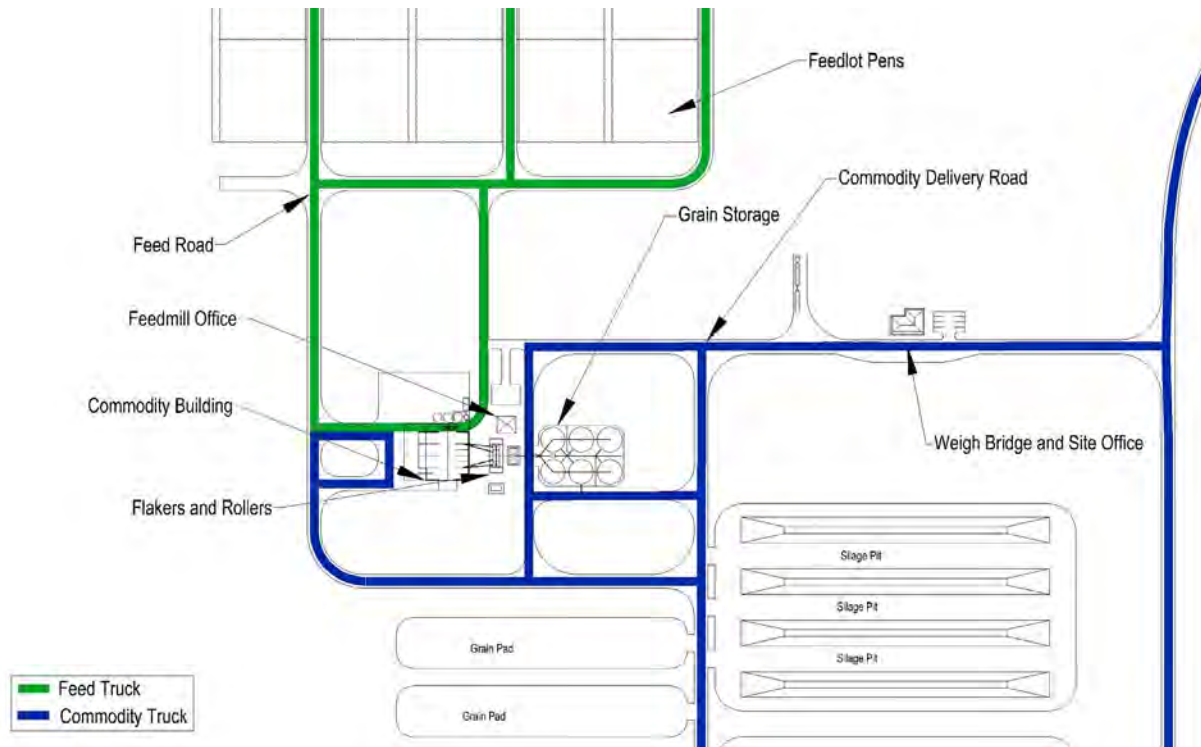 Feedlot Pens
Commodity Delivery Road
Grain Storage
Feed Road
Feedmill Office
Commodity Building
Weigh Bridge and Site Office
Flakers and Rollers
Silage Pit
Silage Pit
Silage Pit
Grain Pad
Grain Pad
Feed Truck
Commodity Truck